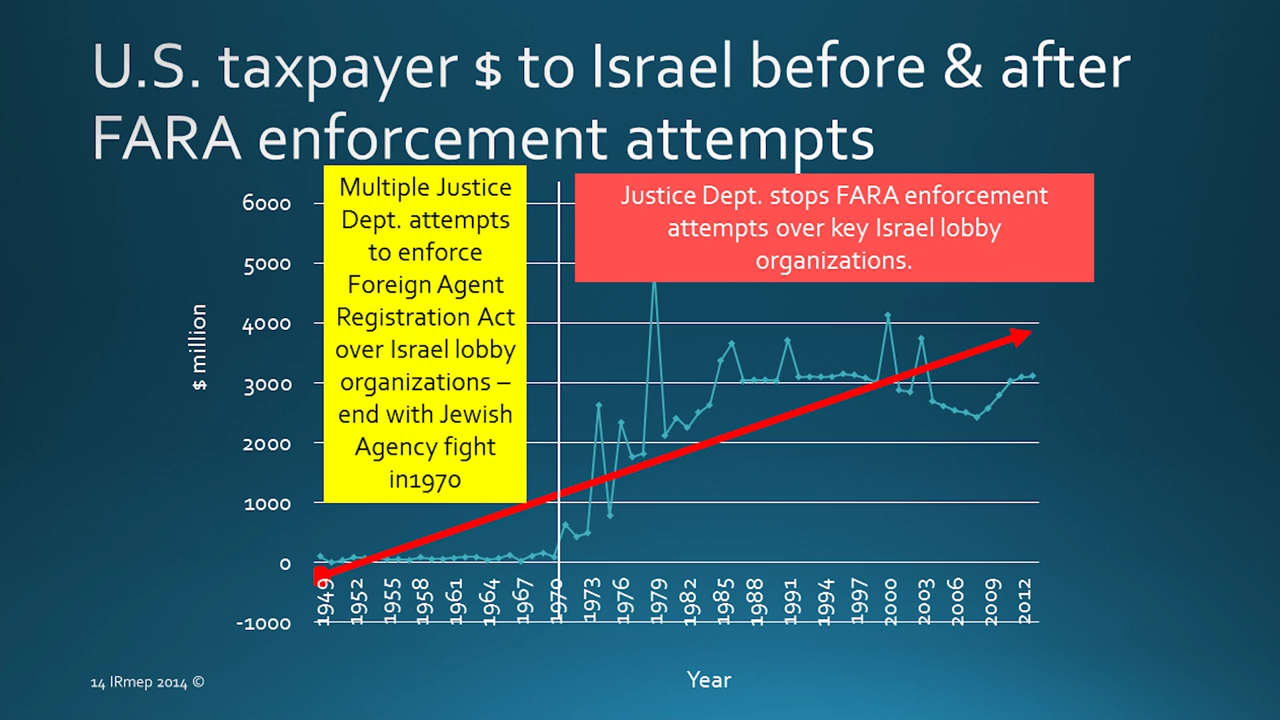 U.S. taxpayer $ to Israel before & after
FARA enforcement attempts
Multiple Justice
Dept. attempts
to enforce
Foreign Agent
Registration Act
over Israel lobby
organizations –
end with Jewish
Agency fight
in1970
Justice Dept. stops FARA enforcement
attempts over key Israel lobby
organizations.
$ million
6000
5000
4000
3000
2000
1000
0
-1000
1949
1952
1955
1958
1961
1964
1967
1970
1973
1976
1979
1982
1985
1988
1991
1994
1997
2000
2003
2006
2009
2012
Year
14 IRmep 2014 ©